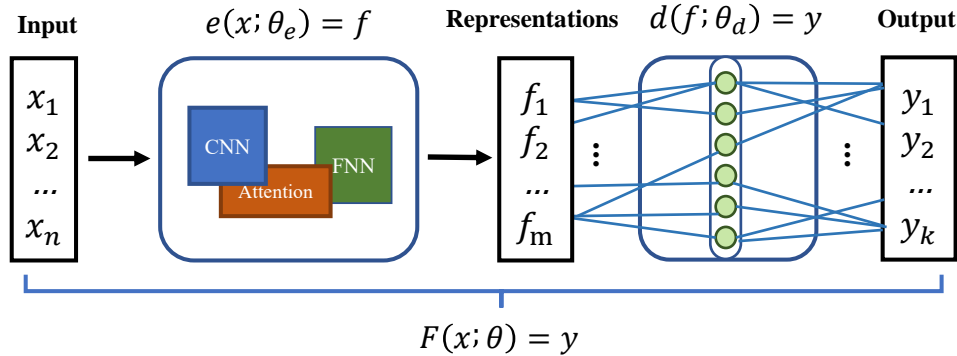 Input
e(x; θ_e) = f
Representations
d(f; θ_d) = y
Output
x_1
x_2
...
x_n
CNN
FNN
Attention
f_1
f_2
...
f_m
⋮
⋮
y_1
y_2
...
y_k
F(x; θ) = y